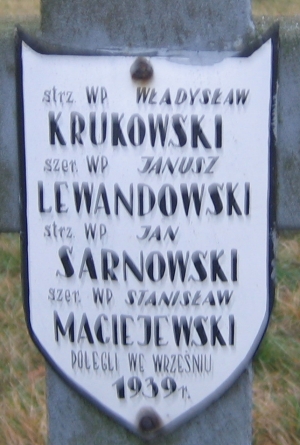 strz. WP WŁADYSŁAW
KRUKOWSKI
szer. WP JANUSZ
LEWANDOWSKI
strz. WP JAN
SARNOWSKI
szer. WP STANISŁAW
MACIEJEWSKI
POLEGLI WE WRZEŚNIU
1939 r.